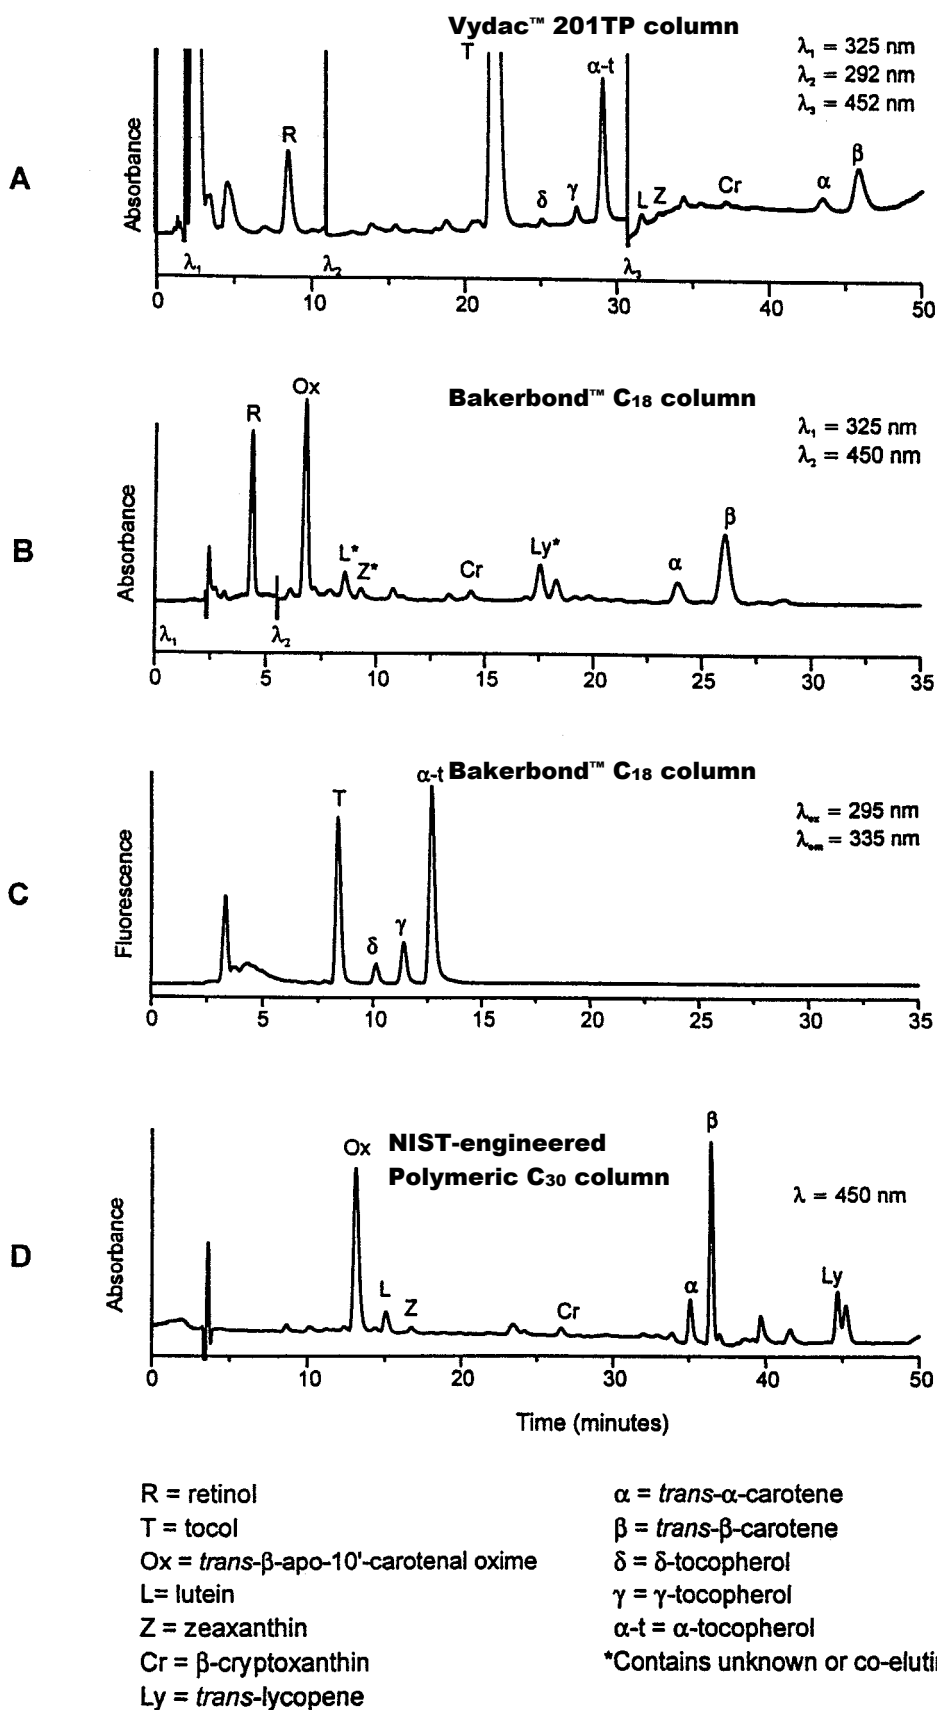 Vydac™ 201TP column
λ₁ = 325 nm
λ₂ = 292 nm
λ₃ = 452 nm
A
Absorbance
R
T
δ
γ
α-t
L
Z
Cr
α
β
λ₁
λ₂
λ₃
0 10 20 30 40 50
Bakerbond™ C₁₈ column
λ₁ = 325 nm
λ₂ = 450 nm
B
Absorbance
R
Ox
L*
Z*
Cr
Ly*
α
β
λ₁
λ₂
0 5 10 15 20 25 30 35
Bakerbond™ C₁₈ column
λex = 295 nm
λem = 335 nm
C
Fluorescence
T
δ
γ
α-t
0 5 10 15 20 25 30 35
NIST-engineered
Polymeric C₃₀ column
λ = 450 nm
D
Absorbance
Ox
L
Z
Cr
α
β
Ly
0 10 20 30 40 50
Time (minutes)
R = retinol
T = tocol
Ox = trans-β-apo-10'-carotenal oxime
L= lutein
Z = zeaxanthin
Cr = β-cryptoxanthin
Ly = trans-lycopene
α = trans-α-carotene
β = trans-β-carotene
δ = δ-tocopherol
γ = γ-tocopherol
α-t = α-tocopherol
*Contains unknown or co-elutin